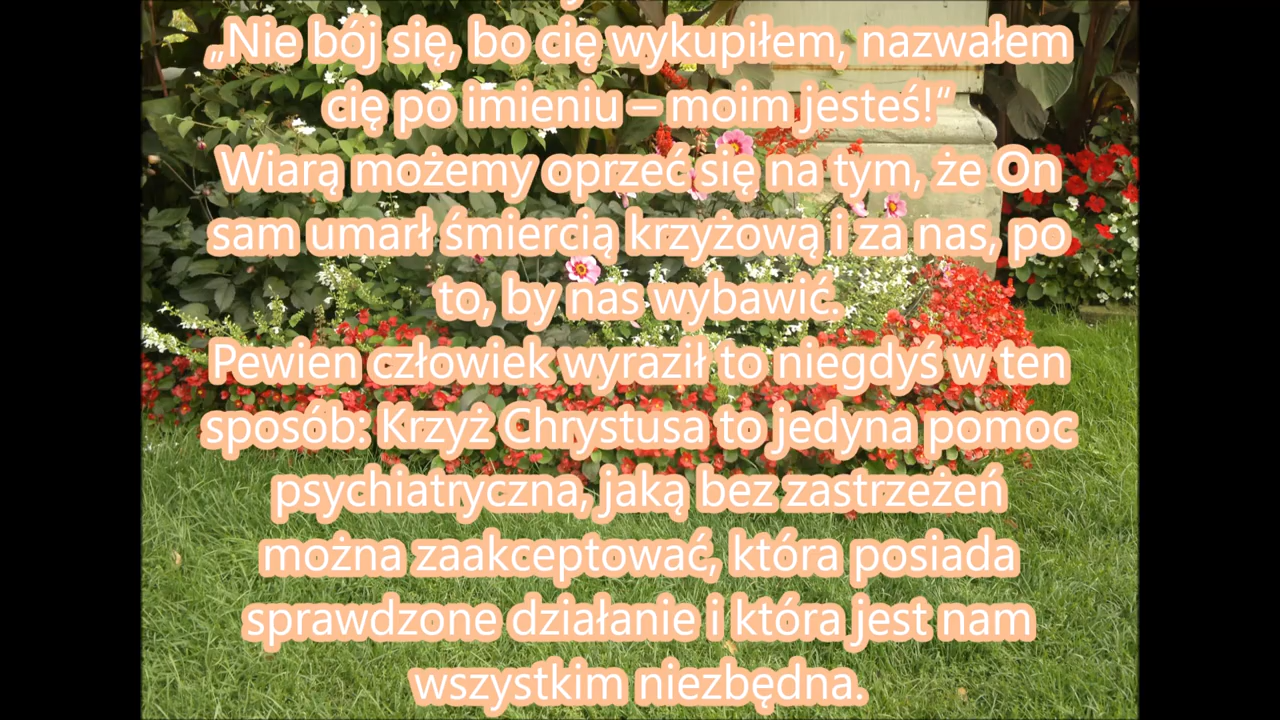 „Nie bój się, bo cię wykupiłem, nazwałem
cię po imieniu – moim jesteś!”
Wiarą możemy oprzeć się na tym, że On
sam umarł śmiercią krzyżową i za nas, po
to, by nas wybawić.
Pewien człowiek wyraził to niegdyś w ten
sposób: Krzyż Chrystusa to jedyna pomoc
psychiatryczna, jaką bez zastrzeżeń
można zaakceptować, która posiada
sprawdzone działanie i która jest nam
wszystkim niezbędna.